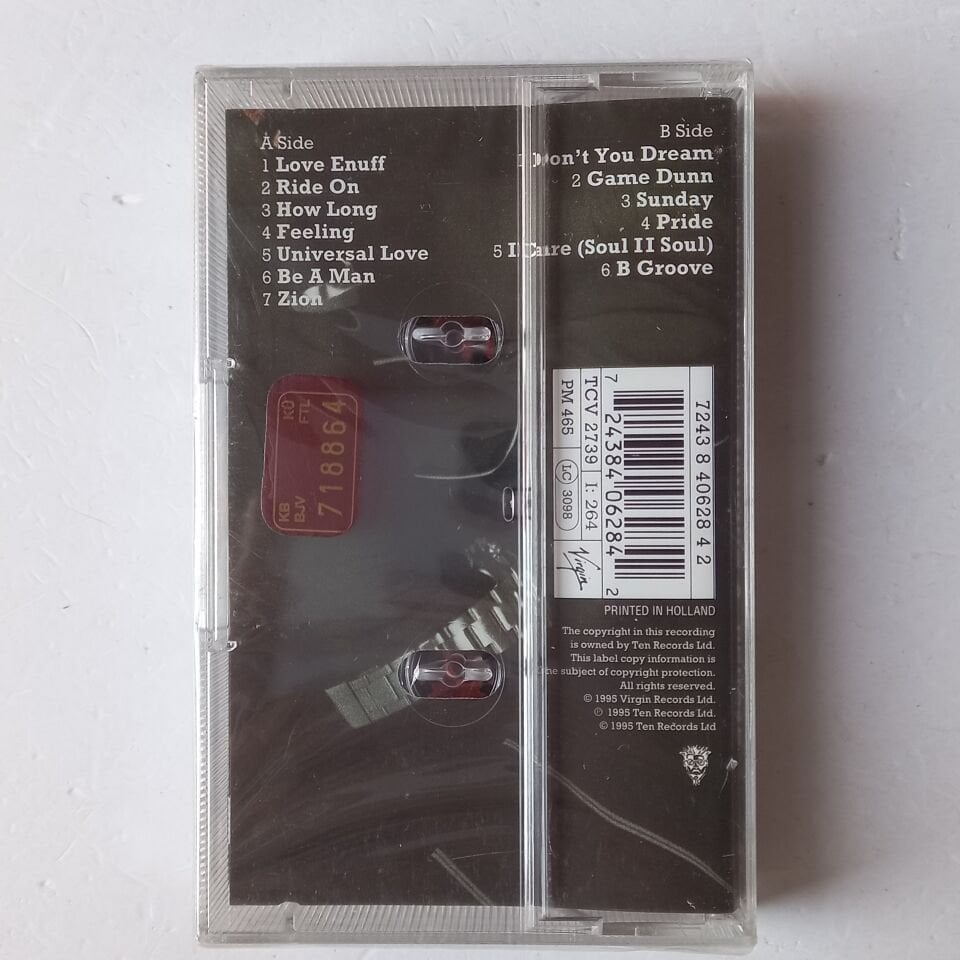 A Side
1 Love Enuff
2 Ride On
3 How Long
4 Feeling
5 Universal Love
6 Be A Man
7 Zion
B Side
Don't You Dream
2 Game Dunn
3 Sunday
4 Pride
5 I Care (Soul II Soul)
6 B Groove
KÜ
FTL
718864
KB
BJV
7243 8 40628 4 2
7 24384 06284 2
TCV 2739 I: 264
PM 465 LC 3098
Virgin
PRINTED IN HOLLAND
The copyright in this recording
is owned by Ten Records Ltd.
This label copy information is
the subject of copyright protection.
All rights reserved.
© 1995 Virgin Records Ltd.
℗ 1995 Ten Records Ltd.
© 1995 Ten Records Ltd